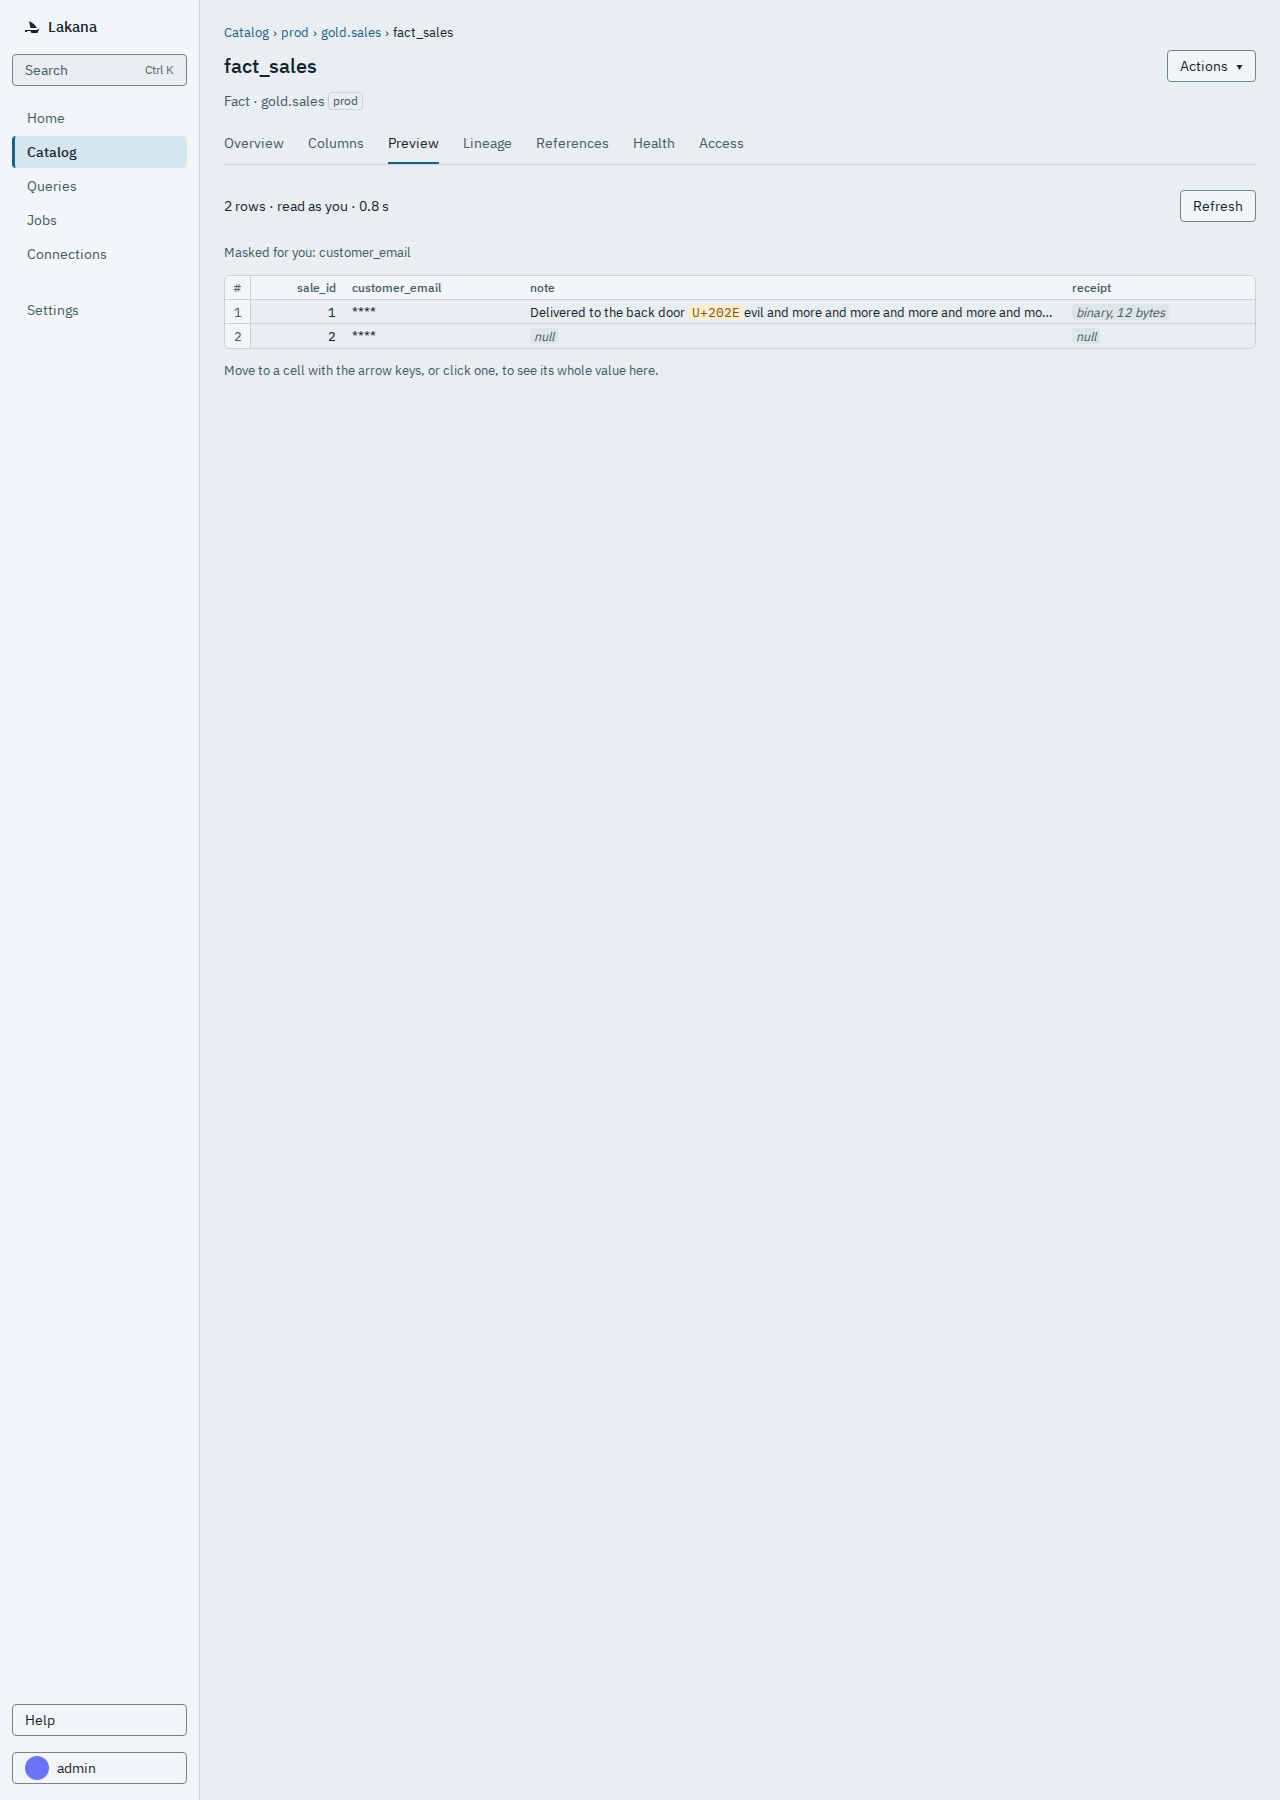 Lakana
Search Ctrl K
Home
Catalog
Queries
Jobs
Connections
Settings
Help
admin
Catalog › prod › gold.sales › fact_sales
fact_sales
Actions ▾
Fact · gold.sales prod
Overview Columns Preview Lineage References Health Access
2 rows · read as you · 0.8 s
Refresh
Masked for you: customer_email
# sale_id customer_email note receipt
1 1 **** Delivered to the back door U+202E evil and more and more and more and more and mo… binary, 12 bytes
2 2 **** null null
Move to a cell with the arrow keys, or click one, to see its whole value here.